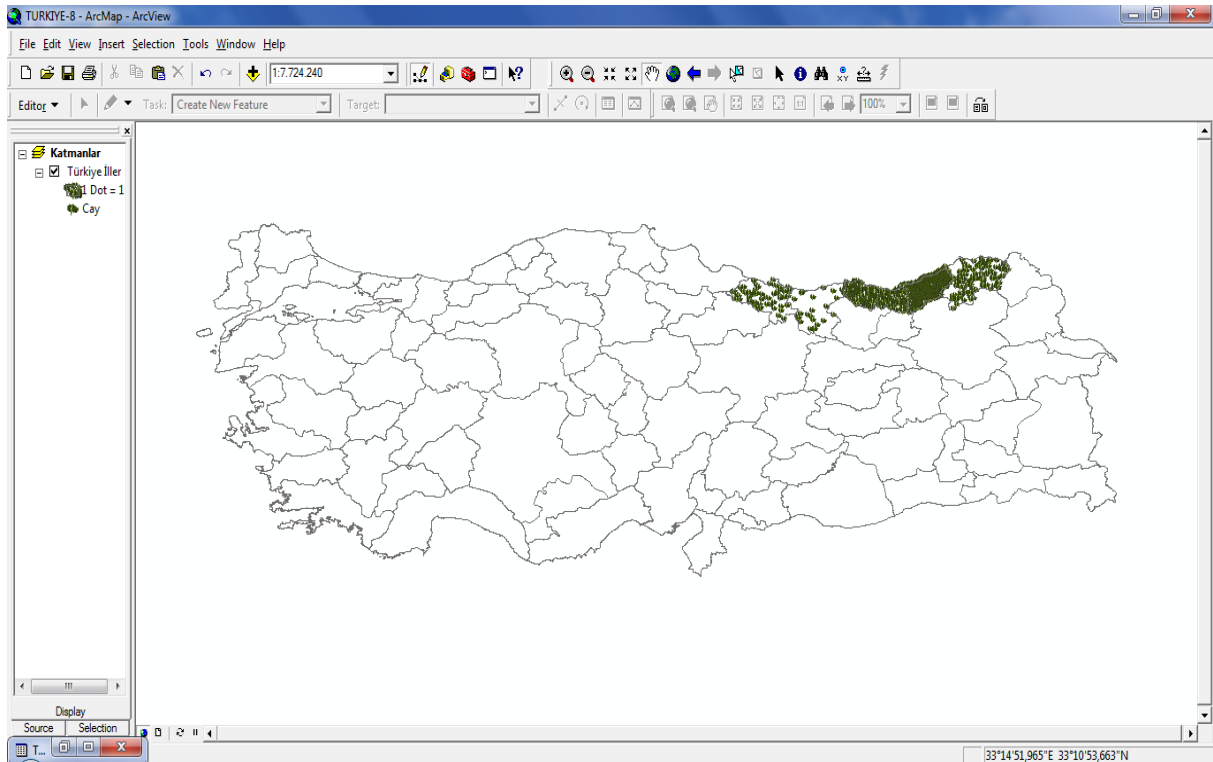 TURKIYE-8 - ArcMap - ArcView
File Edit View Insert Selection Tools Window Help
1:7.724.240
Editor Task: Create New Feature Target: 100%
Katmanlar
Türkiye İller
1 Dot = 1
Cay
Display
Source Selection
T...
33°14'51,965"E 33°10'53,663"N